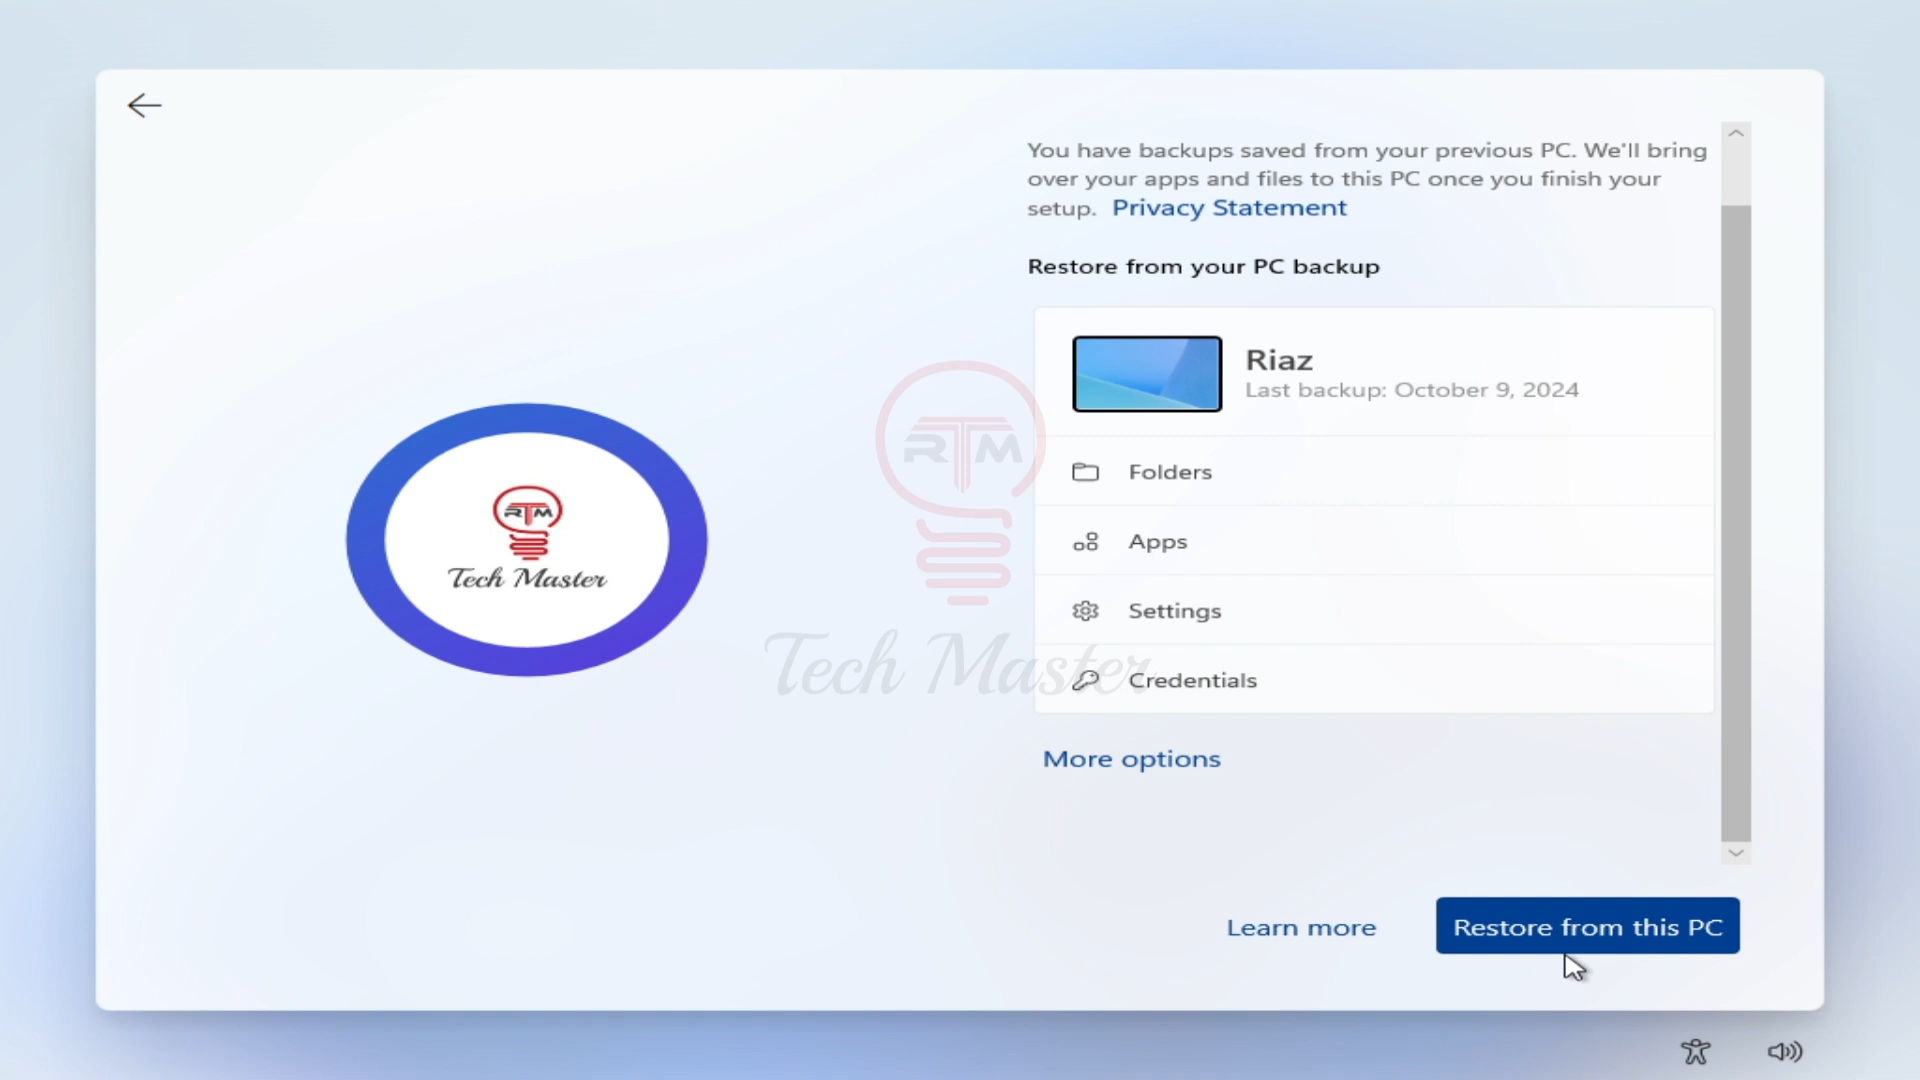 You have backups saved from your previous PC. We'll bring
over your apps and files to this PC once you finish your
setup. Privacy Statement
Restore from your PC backup
Riaz
Last backup: October 9, 2024
RTM
Tech Master
RTM
Tech Master
Folders
Apps
Settings
Credentials
More options
Learn more
Restore from this PC